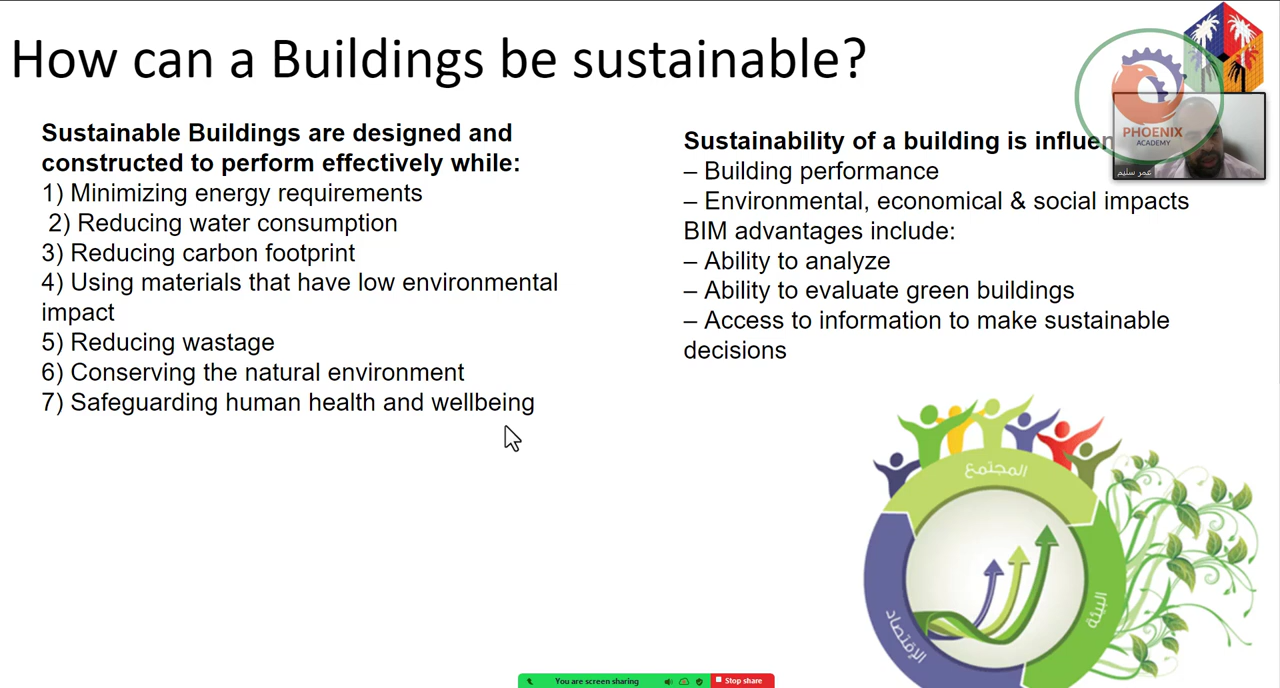 How can a Buildings be sustainable?
Sustainable Buildings are designed and
constructed to perform effectively while:
1) Minimizing energy requirements
2) Reducing water consumption
3) Reducing carbon footprint
4) Using materials that have low environmental
impact
5) Reducing wastage
6) Conserving the natural environment
7) Safeguarding human health and wellbeing
Sustainability of a building is
– Building performance
– Environmental, economical & social impacts
BIM advantages include:
– Ability to analyze
– Ability to evaluate green buildings
– Access to information to make sustainable
decisions
PHOENIX
ACADEMY
عمر سليم
المجتمع
البيئة
الإقتصاد
You are screen sharing
Stop share